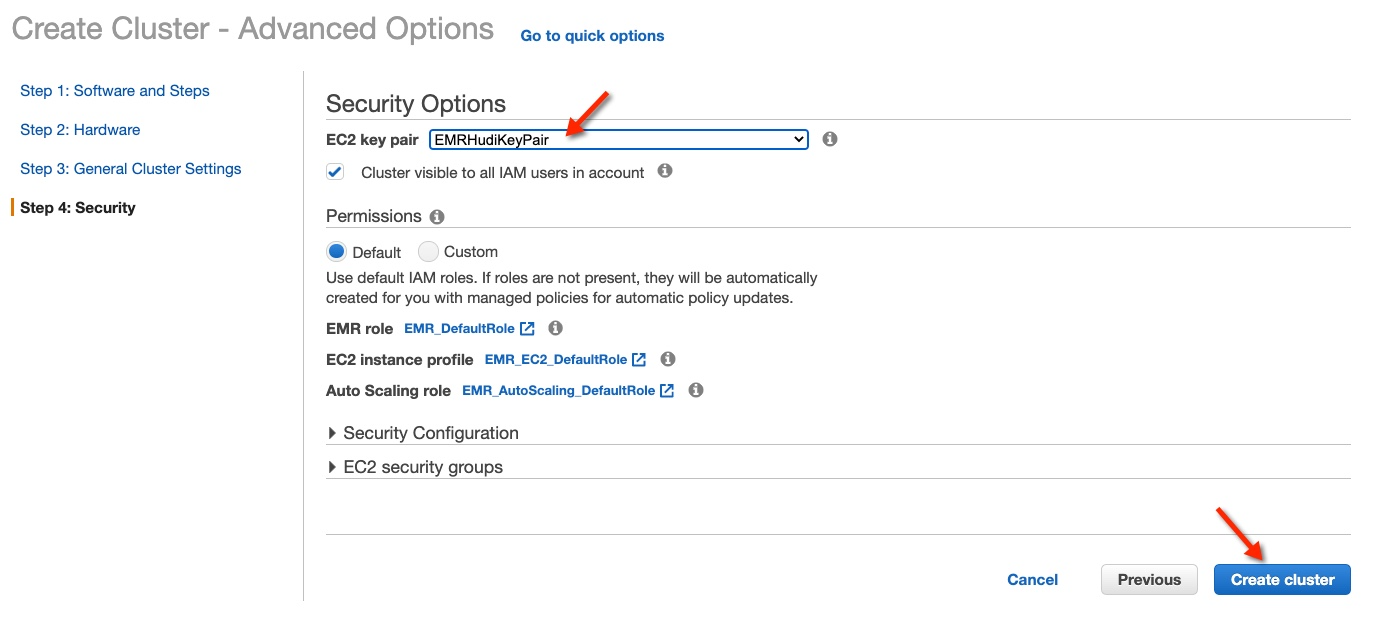 Create Cluster - Advanced Options
Go to quick options
Step 1: Software and Steps
Step 2: Hardware
Step 3: General Cluster Settings
Step 4: Security
Security Options
EC2 key pair EMRHudiKeyPair
Cluster visible to all IAM users in account
Permissions
Default Custom
Use default IAM roles. If roles are not present, they will be automatically
created for you with managed policies for automatic policy updates.
EMR role EMR_DefaultRole
EC2 instance profile EMR_EC2_DefaultRole
Auto Scaling role EMR_AutoScaling_DefaultRole
Security Configuration
EC2 security groups
Cancel Previous Create cluster